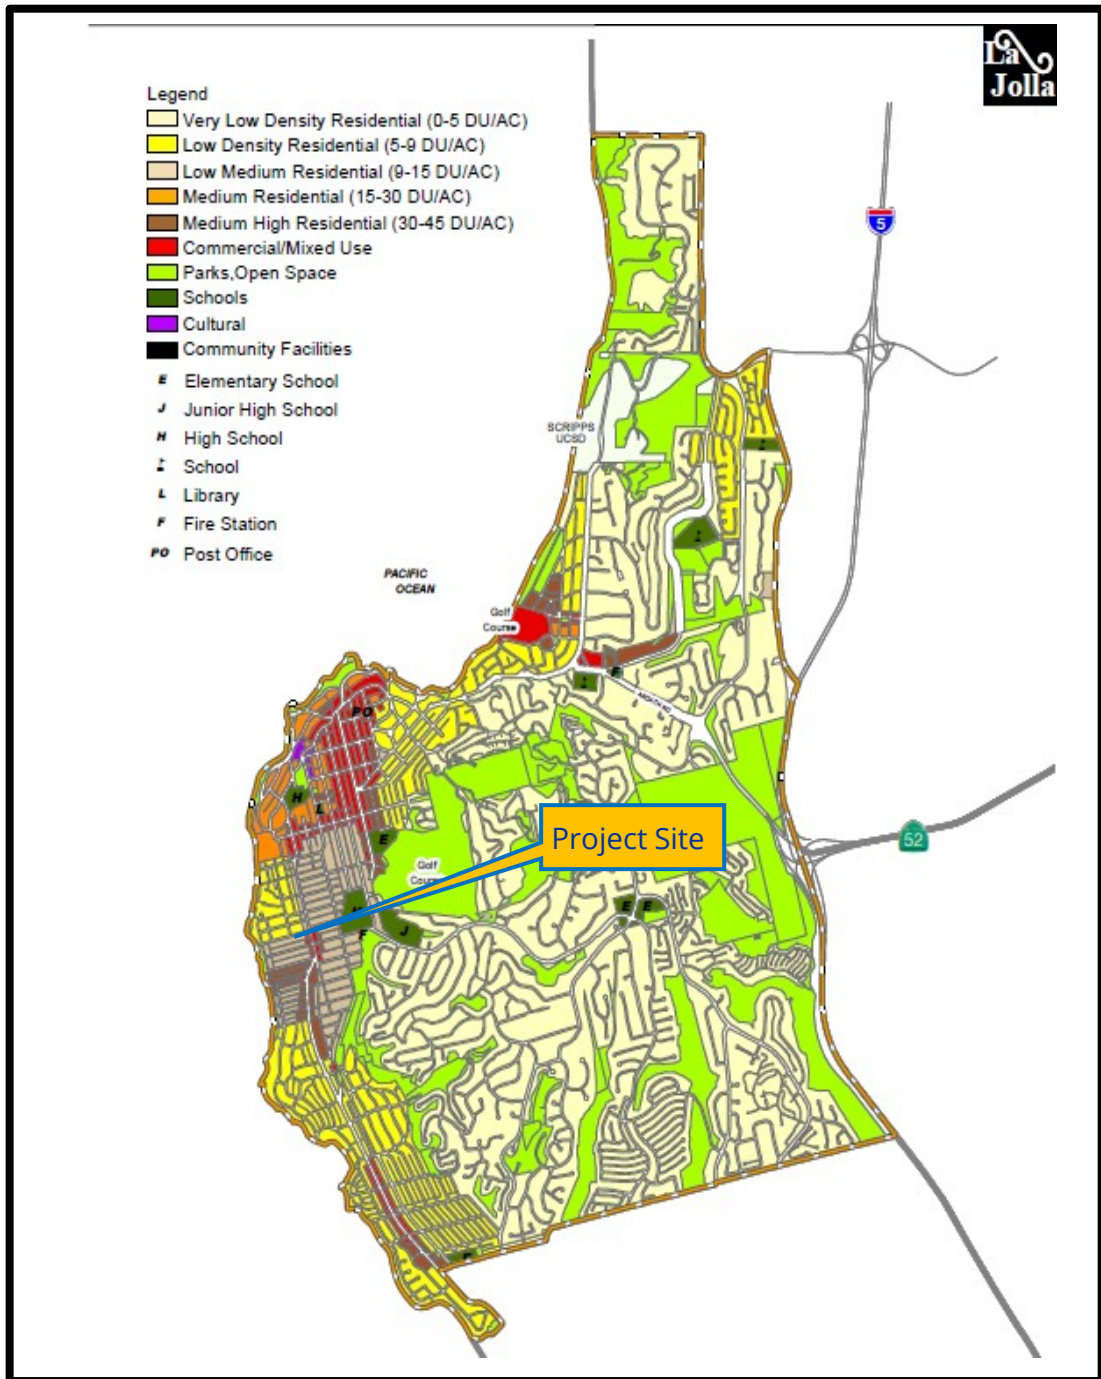 La
Jolla
Legend
Very Low Density Residential (0-5 DU/AC)
Low Density Residential (5-9 DU/AC)
Low Medium Residential (9-15 DU/AC)
Medium Residential (15-30 DU/AC)
Medium High Residential (30-45 DU/AC)
Commercial/Mixed Use
Parks,Open Space
Schools
Cultural
Community Facilities
E Elementary School
J Junior High School
H High School
School
L Library
F Fire Station
PO Post Office
5
SCRIPPS
UCSD
PACIFIC
OCEAN
Golf
Course
F
PO
H
L
E
Project Site
52
Golf
E E
J
F